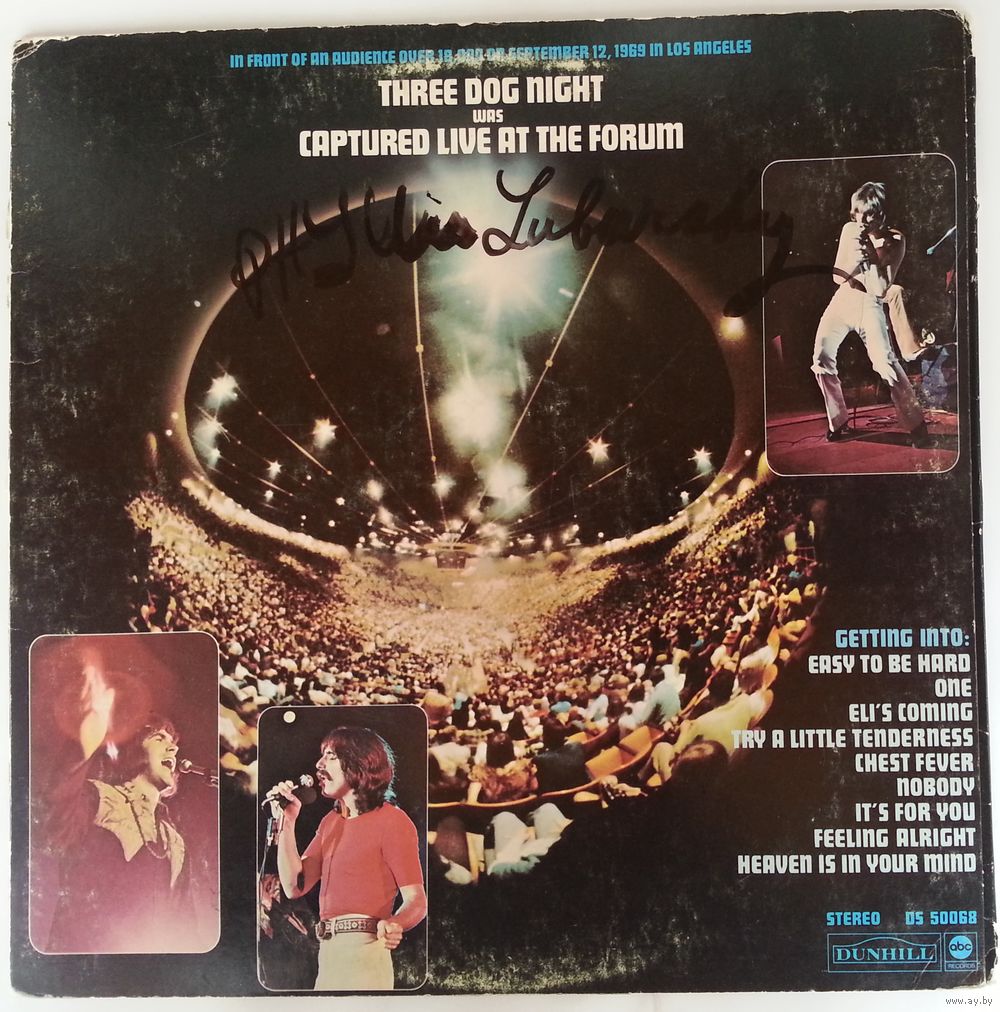 IN FRONT OF AN AUDIENCE OVER 18,000 ON SEPTEMBER 12, 1969 IN LOS ANGELES
THREE DOG NIGHT
WAS
CAPTURED LIVE AT THE FORUM
GETTING INTO:
EASY TO BE HARD
ONE
ELI'S COMING
TRY A LITTLE TENDERNESS
CHEST FEVER
NOBODY
IT'S FOR YOU
FEELING ALRIGHT
HEAVEN IS IN YOUR MIND
STEREO DS 50068
DUNHILL
abc
RECORDS
www.ay.by